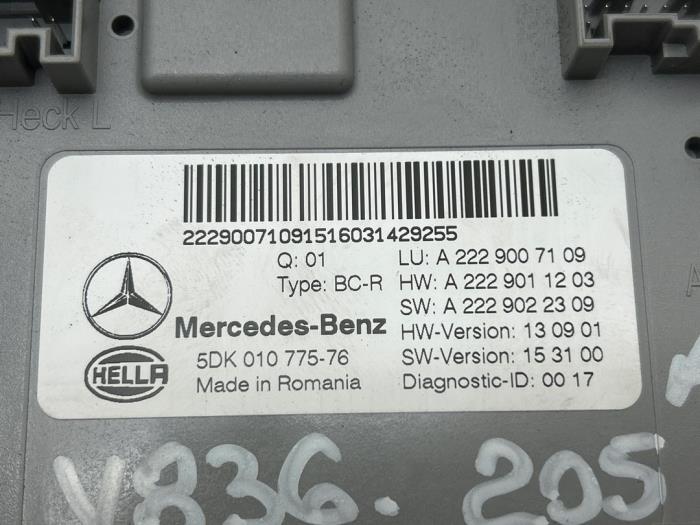 Heck L
22290071091516031429255
Q: 01
LU: A 222 900 71 09
Type: BC-R
HW: A 222 901 12 03
SW: A 222 902 23 09
Mercedes-Benz
HW-Version: 13 09 01
5DK 010 775-76
SW-Version: 15 31 00
HELLA
Made in Romania
Diagnostic-ID: 00 17
V836. 205